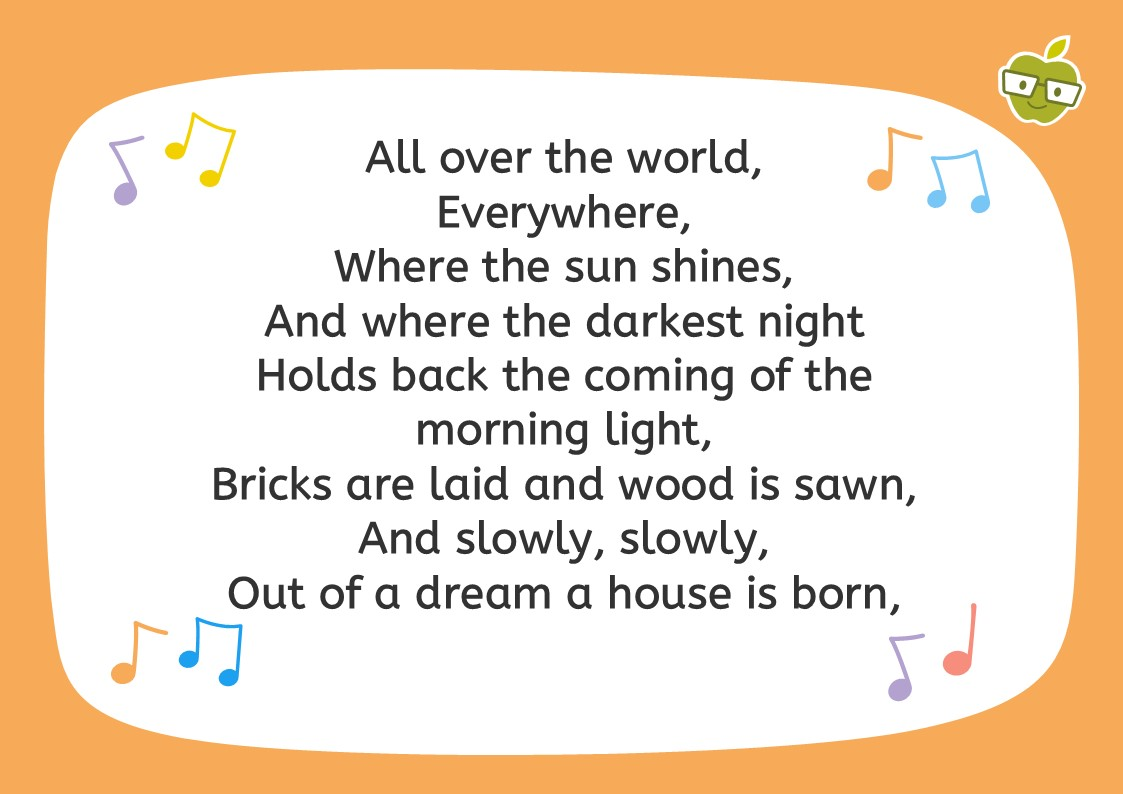 All over the world,
Everywhere,
Where the sun shines,
And where the darkest night
Holds back the coming of the
morning light,
Bricks are laid and wood is sawn,
And slowly, slowly,
Out of a dream a house is born,